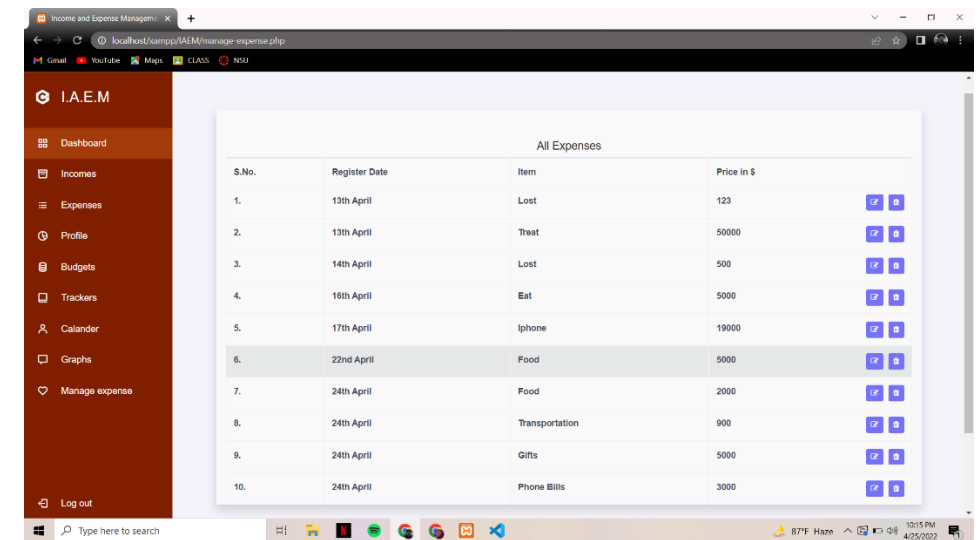 Income and Expense Managemen
localhost/xampp/IAEM/manage-expense.php
Gmail YouTube Maps CLASS NSU
I.A.E.M
Dashboard
Incomes
Expenses
Profile
Budgets
Trackers
Calander
Graphs
Manage expense
Log out
All Expenses
S.No. Register Date Item Price in $
1. 13th April Lost 123
2. 13th April Treat 50000
3. 14th April Lost 500
4. 16th April Eat 5000
5. 17th April Iphone 19000
6. 22nd April Food 5000
7. 24th April Food 2000
8. 24th April Transportation 900
9. 24th April Gifts 5000
10. 24th April Phone Bills 3000
Type here to search
87°F Haze
10:15 PM
4/25/2022